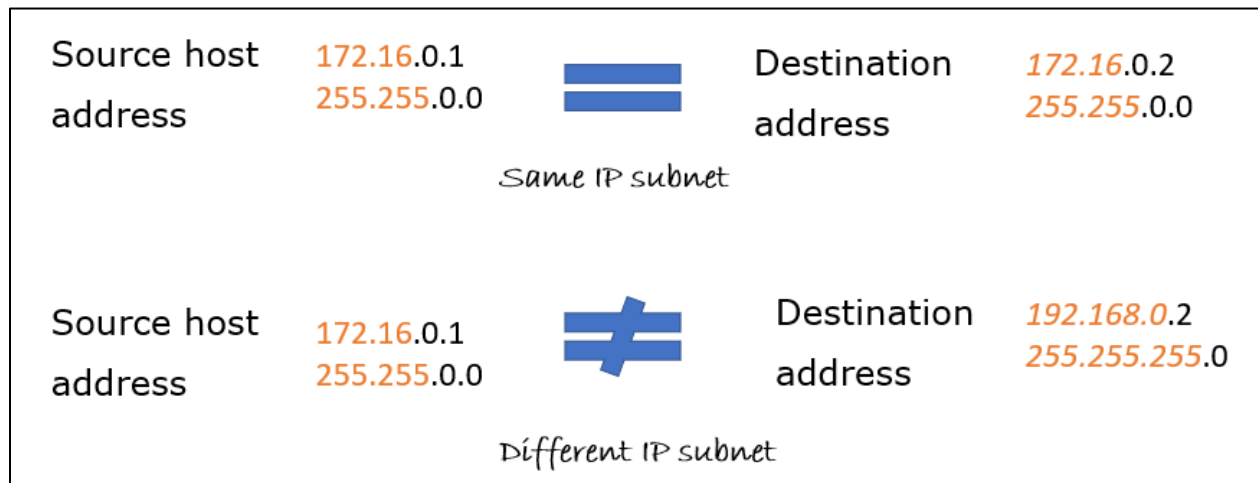 Source host
address
172.16.0.1
255.255.0.0
Destination
address
172.16.0.2
255.255.0.0
Same IP subnet
Source host
address
172.16.0.1
255.255.0.0
Destination
address
192.168.0.2
255.255.255.0
Different IP subnet